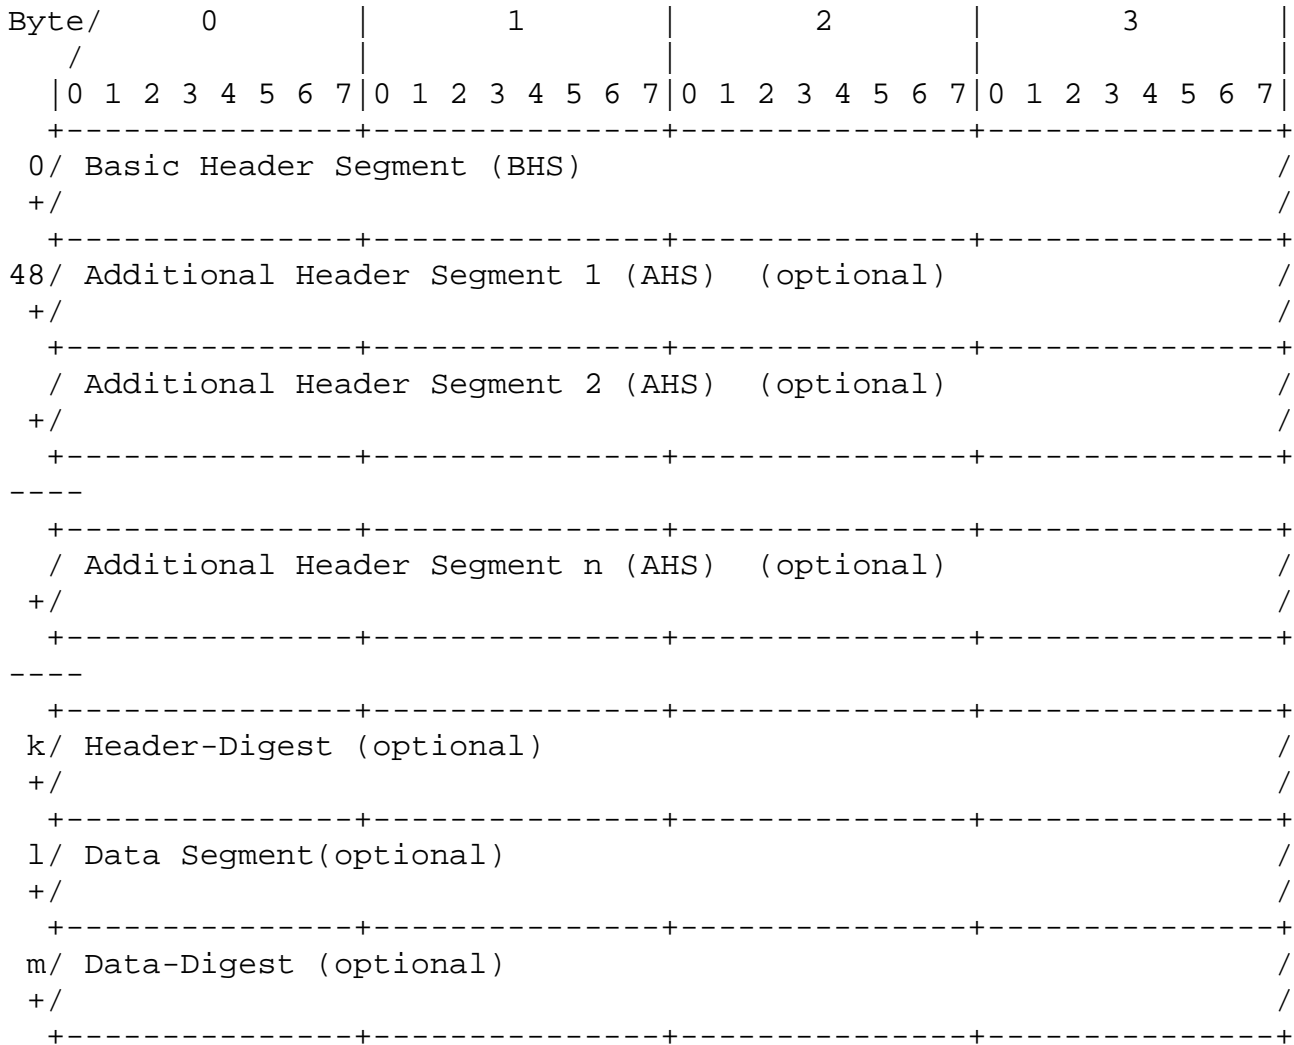 Byte/     0       |       1       |       2       |       3       |
   /              |               |               |               |
  |0 1 2 3 4 5 6 7|0 1 2 3 4 5 6 7|0 1 2 3 4 5 6 7|0 1 2 3 4 5 6 7|
  +---------------+---------------+---------------+---------------+
 0/ Basic Header Segment (BHS)                                    /
 +/                                                               /
  +---------------+---------------+---------------+---------------+
48/ Additional Header Segment 1 (AHS)  (optional)                 /
 +/                                                               /
  +---------------+---------------+---------------+---------------+
  / Additional Header Segment 2 (AHS)  (optional)                 /
 +/                                                               /
  +---------------+---------------+---------------+---------------+
----
  +---------------+---------------+---------------+---------------+
  / Additional Header Segment n (AHS)  (optional)                 /
 +/                                                               /
  +---------------+---------------+---------------+---------------+
----
  +---------------+---------------+---------------+---------------+
 k/ Header-Digest (optional)                                      /
 +/                                                               /
  +---------------+---------------+---------------+---------------+
 l/ Data Segment(optional)                                        /
 +/                                                               /
  +---------------+---------------+---------------+---------------+
 m/ Data-Digest (optional)                                        /
 +/                                                               /
  +---------------+---------------+---------------+---------------+